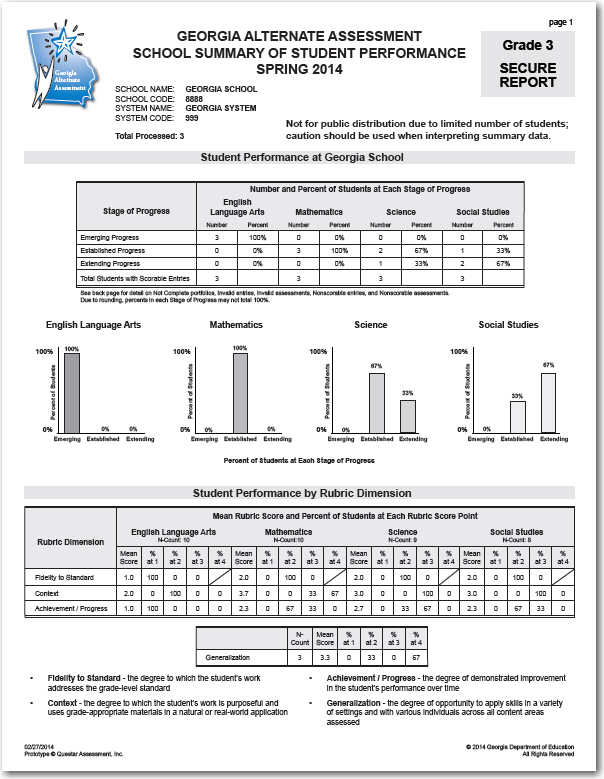 page 1
Georgia
Alternate
Assessment
GEORGIA ALTERNATE ASSESSMENT
SCHOOL SUMMARY OF STUDENT PERFORMANCE
SPRING 2014
Grade 3
SECURE
REPORT
SCHOOL NAME: GEORGIA SCHOOL
SCHOOL CODE: 8888
SYSTEM NAME: GEORGIA SYSTEM
SYSTEM CODE: 999
Total Processed: 3
Not for public distribution due to limited number of students;
caution should be used when interpreting summary data.
Student Performance at Georgia School
Number and Percent of Students at Each Stage of Progress
Stage of Progress
English
Language Arts Mathematics Science Social Studies
Number Percent Number Percent Number Percent Number Percent
Emerging Progress 3 100% 0 0% 0 0% 0 0%
Established Progress 0 0% 3 100% 2 67% 1 33%
Extending Progress 0 0% 0 0% 1 33% 2 67%
Total Students with Scorable Entries 3 3 3 3
See back page for detail on Not Complete portfolios, Invalid entries, Invalid assessments, Nonscorable entries, and Nonscorable assessments.
Due to rounding, percents in each Stage of Progress may not total 100%.
English Language Arts
100%
Percent of Students
0%
100% 0% 0%
Emerging Established Extending
Mathematics
100%
Percent of Students
0%
0% 100% 0%
Emerging Established Extending
Science
100%
Percent of Students
0%
0% 67% 33%
Emerging Established Extending
Social Studies
100%
Percent of Students
0%
0% 33% 67%
Emerging Established Extending
Percent of Students at Each Stage of Progress
Student Performance by Rubric Dimension
Mean Rubric Score and Percent of Students at Each Rubric Score Point
Rubric Dimension
English Language Arts Mathematics Science Social Studies
N-Count: 10 N-Count:10 N-Count: 9 N-Count: 8
Mean % % % % Mean % % % % Mean % % % % Mean % % % %
Score at 1 at 2 at 3 at 4 Score at 1 at 2 at 3 at 4 Score at 1 at 2 at 3 at 4 Score at 1 at 2 at 3 at 4
Fidelity to Standard 1.0 100 0 0 2.0 0 100 0 2.0 0 100 0 2.0 0 100 0
Context 2.0 0 100 0 0 3.7 0 0 33 67 3.0 0 0 100 0 3.0 0 0 100 0
Achievement / Progress 1.0 100 0 0 0 2.3 0 67 33 0 2.7 0 33 67 0 2.3 0 67 33 0
N- Mean % % % %
Count Score at 1 at 2 at 3 at 4
Generalization 3 3.3 0 33 0 67
• Fidelity to Standard - the degree to which the student's work
addresses the grade-level standard
• Context - the degree to which the student's work is purposeful and
uses grade-appropriate materials in a natural or real-world application
• Achievement / Progress - the degree of demonstrated improvement
in the student's performance over time
• Generalization - the degree of opportunity to apply skills in a variety
of settings and with various individuals across all content areas
assessed
02/27/2014
Prototype © Questar Assessment, Inc.
© 2014 Georgia Department of Education
All Rights Reserved